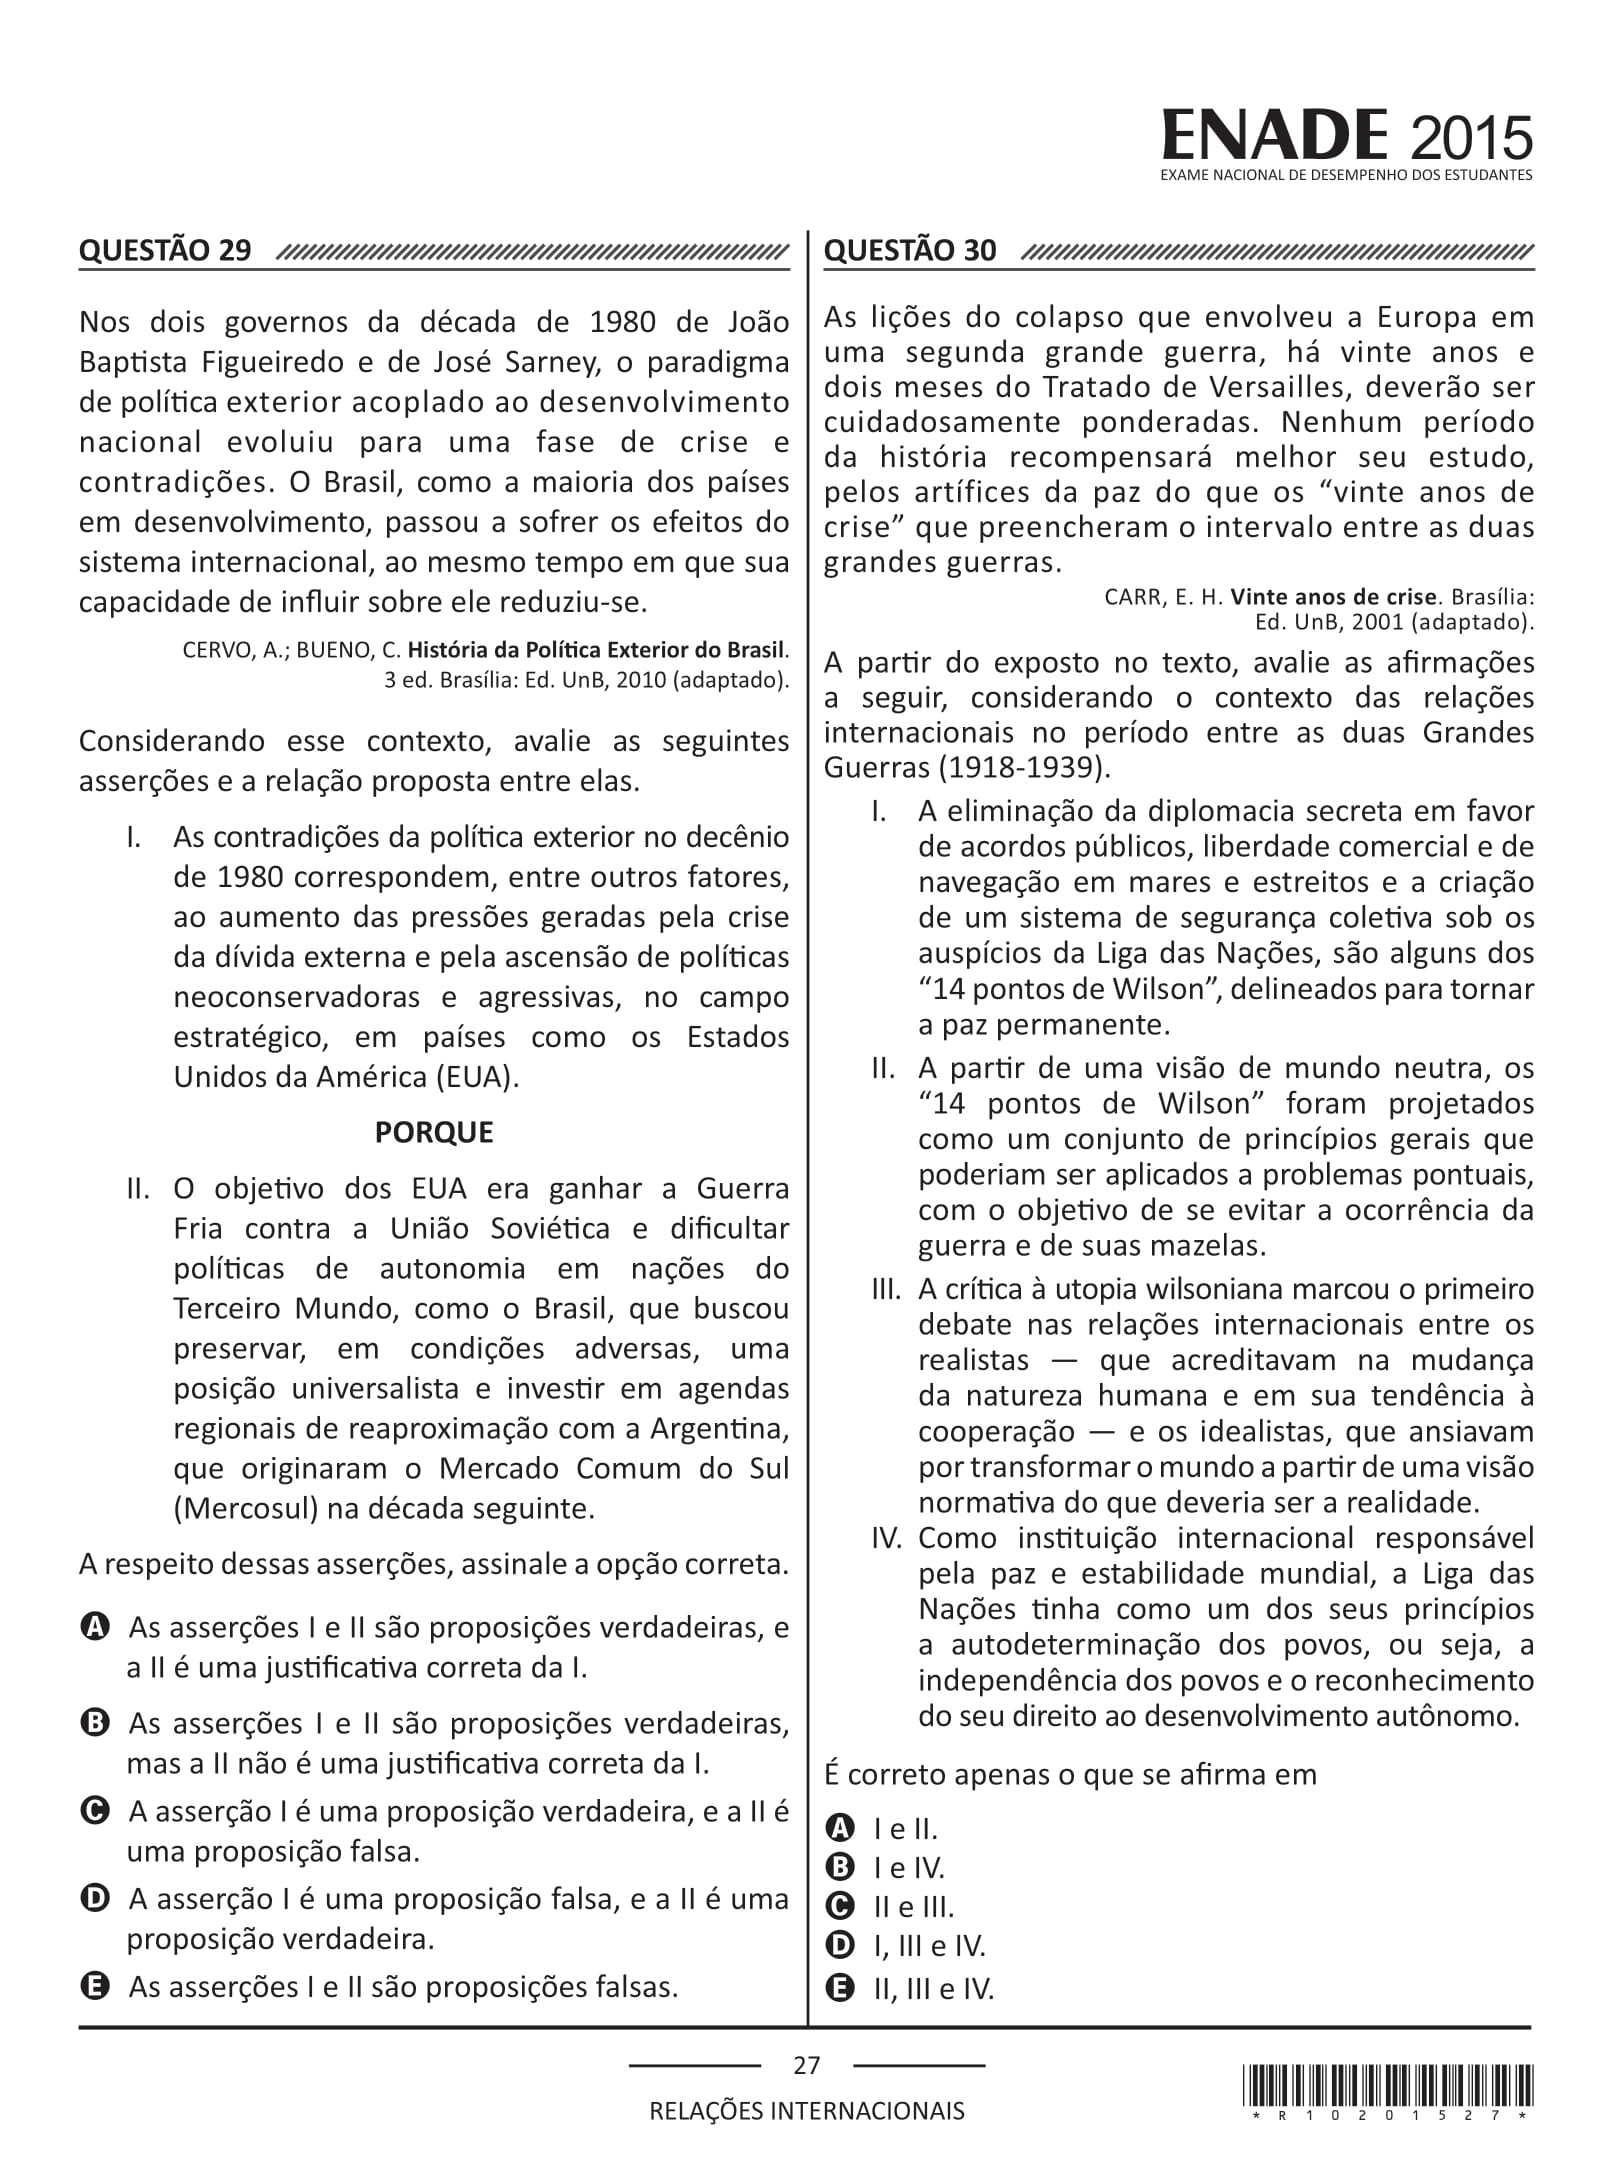 ENADE 2015
EXAME NACIONAL DE DESEMPENHO DOS ESTUDANTES
QUESTÃO 29
Nos dois governos da década de 1980 de João
Baptista Figueiredo e de José Sarney, o paradigma
de política exterior acoplado ao desenvolvimento
nacional evoluiu para uma fase de crise e
contradições. O Brasil, como a maioria dos países
em desenvolvimento, passou a sofrer os efeitos do
sistema internacional, ao mesmo tempo em que sua
capacidade de influir sobre ele reduziu-se.
CERVO, A.; BUENO, C. História da Política Exterior do Brasil.
3 ed. Brasília: Ed. UnB, 2010 (adaptado).
Considerando esse contexto, avalie as seguintes
asserções e a relação proposta entre elas.
I. As contradições da política exterior no decênio
de 1980 correspondem, entre outros fatores,
ao aumento das pressões geradas pela crise
da dívida externa e pela ascensão de políticas
neoconservadoras e agressivas, no campo
estratégico, em países como os Estados
Unidos da América (EUA).
PORQUE
II. O objetivo dos EUA era ganhar a Guerra
Fria contra a União Soviética e dificultar
políticas de autonomia em nações do
Terceiro Mundo, como o Brasil, que buscou
preservar, em condições adversas, uma
posição universalista e investir em agendas
regionais de reaproximação com a Argentina,
que originaram o Mercado Comum do Sul
(Mercosul) na década seguinte.
A respeito dessas asserções, assinale a opção correta.
A As asserções I e II são proposições verdadeiras, e
a II é uma justificativa correta da I.
B As asserções I e II são proposições verdadeiras,
mas a II não é uma justificativa correta da I.
C A asserção I é uma proposição verdadeira, e a II é
uma proposição falsa.
D A asserção I é uma proposição falsa, e a II é uma
proposição verdadeira.
E As asserções I e II são proposições falsas.
QUESTÃO 30
As lições do colapso que envolveu a Europa em
uma segunda grande guerra, há vinte anos e
dois meses do Tratado de Versailles, deverão ser
cuidadosamente ponderadas. Nenhum período
da história recompensará melhor seu estudo,
pelos artífices da paz do que os “vinte anos de
crise” que preencheram o intervalo entre as duas
grandes guerras.
CARR, E. H. Vinte anos de crise. Brasília:
Ed. UnB, 2001 (adaptado).
A partir do exposto no texto, avalie as afirmações
a seguir, considerando o contexto das relações
internacionais no período entre as duas Grandes
Guerras (1918-1939).
I. A eliminação da diplomacia secreta em favor
de acordos públicos, liberdade comercial e de
navegação em mares e estreitos e a criação
de um sistema de segurança coletiva sob os
auspícios da Liga das Nações, são alguns dos
“14 pontos de Wilson”, delineados para tornar
a paz permanente.
II. A partir de uma visão de mundo neutra, os
“14 pontos de Wilson” foram projetados
como um conjunto de princípios gerais que
poderiam ser aplicados a problemas pontuais,
com o objetivo de se evitar a ocorrência da
guerra e de suas mazelas.
III. A crítica à utopia wilsoniana marcou o primeiro
debate nas relações internacionais entre os
realistas — que acreditavam na mudança
da natureza humana e em sua tendência à
cooperação — e os idealistas, que ansiavam
por transformar o mundo a partir de uma visão
normativa do que deveria ser a realidade.
IV. Como instituição internacional responsável
pela paz e estabilidade mundial, a Liga das
Nações tinha como um dos seus princípios
a autodeterminação dos povos, ou seja, a
independência dos povos e o reconhecimento
do seu direito ao desenvolvimento autônomo.
É correto apenas o que se afirma em
A I e II.
B I e IV.
C II e III.
D I, III e IV.
E II, III e IV.
27
RELAÇÕES INTERNACIONAIS
* R 1 0 2 0 1 5 2 7 *